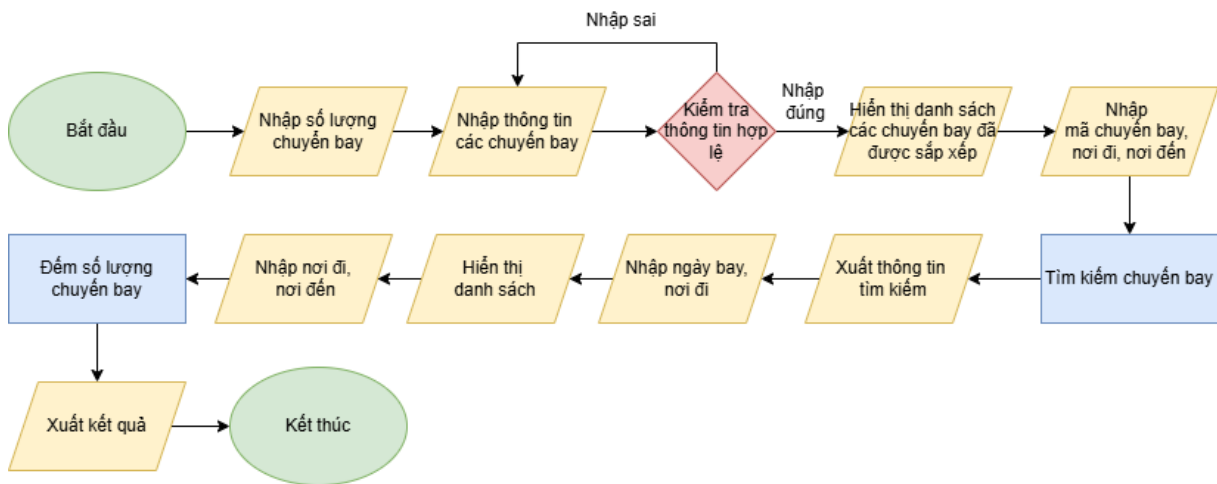 Nhập sai
Bắt đầu
Nhập số lượng
chuyến bay
Nhập thông tin
các chuyến bay
Kiểm tra
thông tin hợp
lệ
Nhập
đúng
Hiển thị danh sách
các chuyến bay đã
được sắp xếp
Nhập
mã chuyến bay,
nơi đi, nơi đến
Tìm kiếm chuyến bay
Xuất thông tin
tìm kiếm
Nhập ngày bay,
nơi đi
Hiển thị
danh sách
Nhập nơi đi,
nơi đến
Đếm số lượng
chuyến bay
Xuất kết quả
Kết thúc